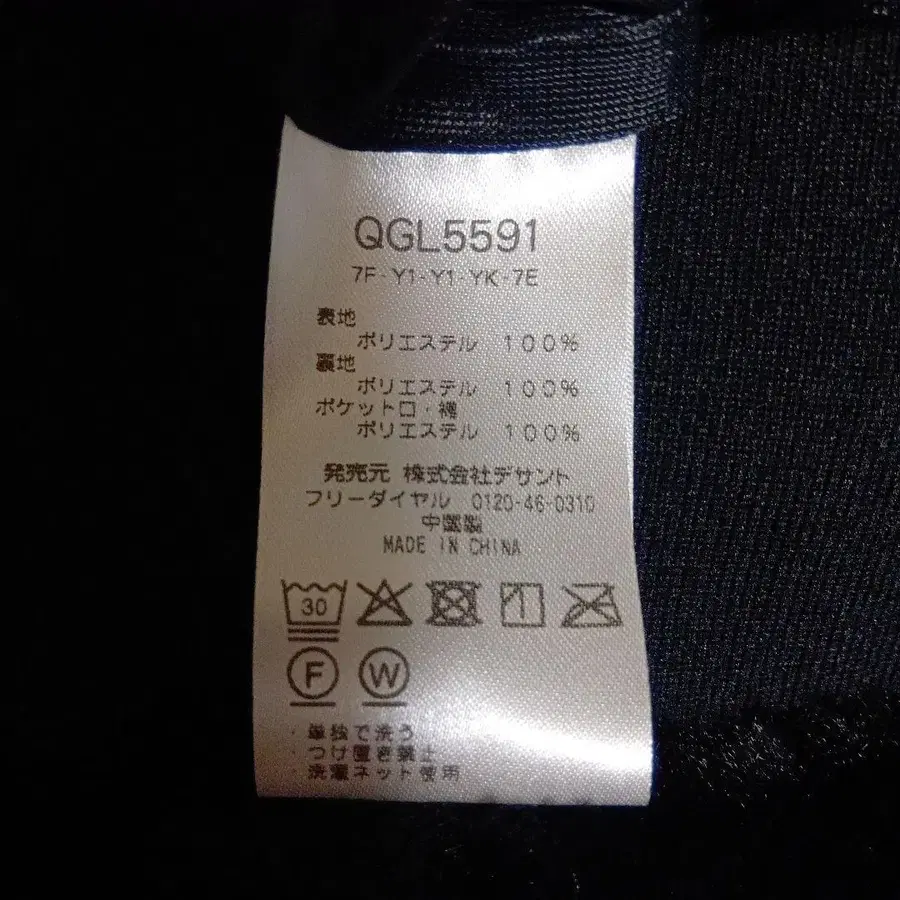 QGL5591
7F-Y1-Y1-YK-7E
表地
ポリエステル 100%
裏地
ポリエステル 100%
ポケット口・襠
ポリエステル 100%
発売元 株式会社デサント
フリーダイヤル 0120-46-0310
中国製
MADE IN CHINA
30
F W
・単独で洗う
・つけ置き禁止
・洗濯ネット使用